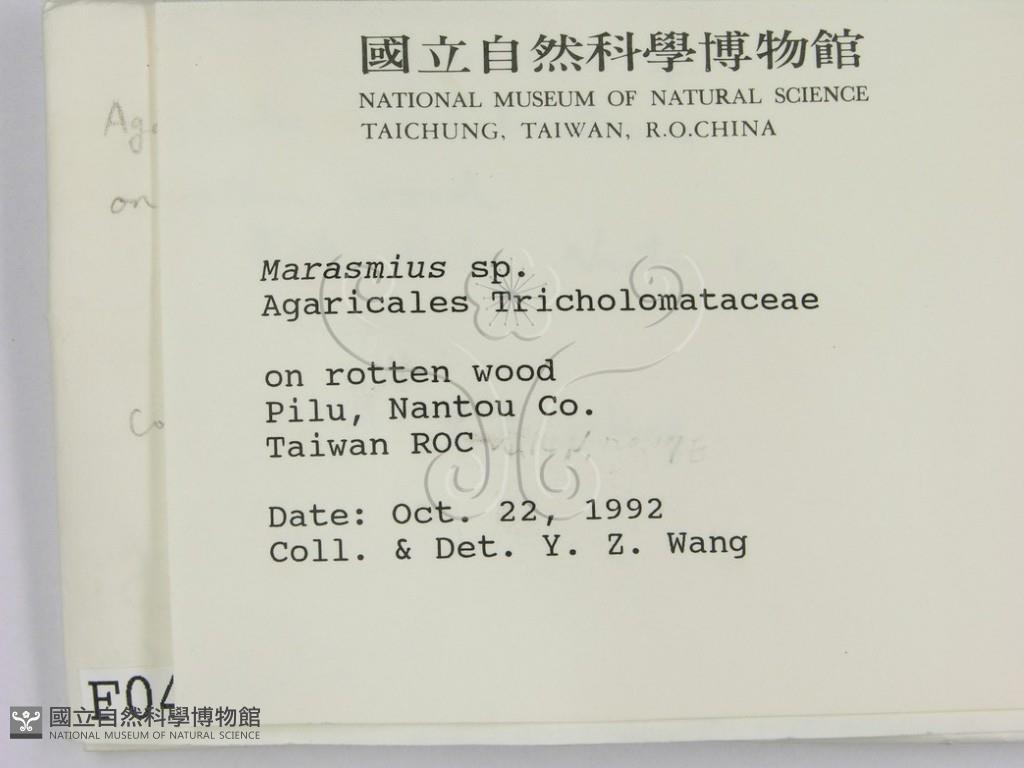 國立自然科學博物館
NATIONAL MUSEUM OF NATURAL SCIENCE
TAICHUNG, TAIWAN, R.O.CHINA
on
Marasmius sp.
Agaricales Tricholomataceae
on rotten wood
Pilu, Nantou Co.
Taiwan ROC
Date: Oct. 22, 1992
Coll. & Det. Y. Z. Wang
F04
國立自然科學博物館
NATIONAL MUSEUM OF NATURAL SCIENCE